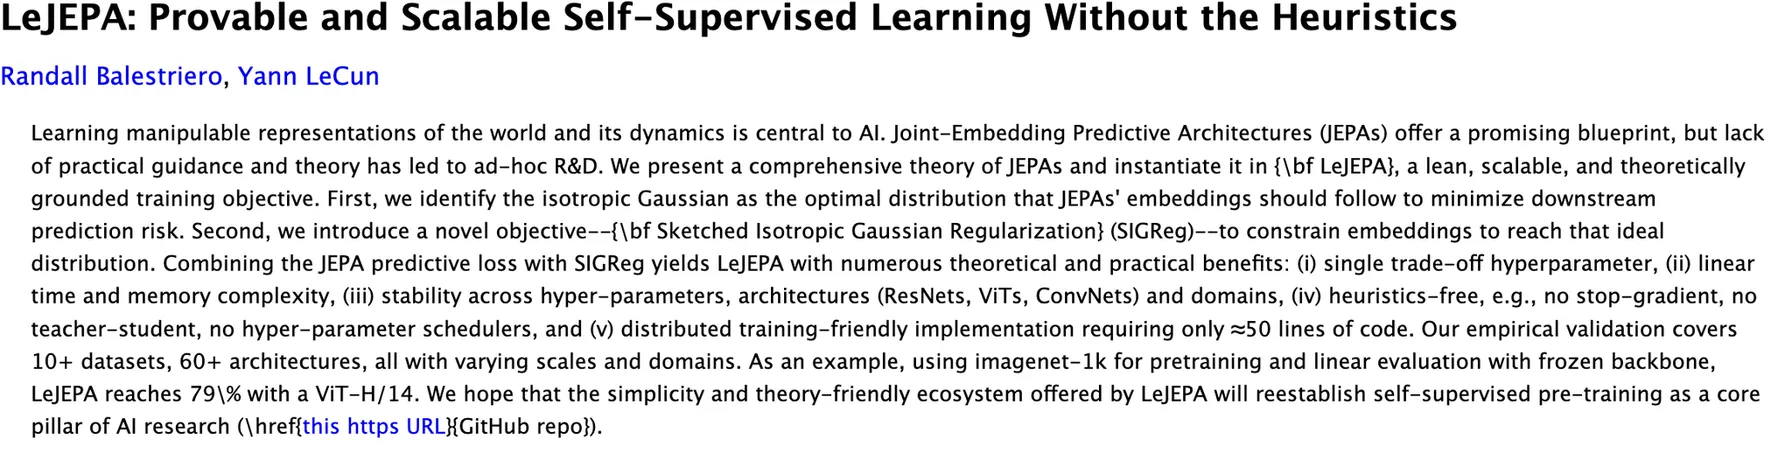 LeJEPA: Provable and Scalable Self-Supervised Learning Without the Heuristics
Randall Balestriero, Yann LeCun
Learning manipulable representations of the world and its dynamics is central to AI. Joint-Embedding Predictive Architectures (JEPAs) offer a promising blueprint, but lack
of practical guidance and theory has led to ad-hoc R&D. We present a comprehensive theory of JEPAs and instantiate it in {\bf LeJEPA}, a lean, scalable, and theoretically
grounded training objective. First, we identify the isotropic Gaussian as the optimal distribution that JEPAs' embeddings should follow to minimize downstream
prediction risk. Second, we introduce a novel objective--{\bf Sketched Isotropic Gaussian Regularization} (SIGReg)--to constrain embeddings to reach that ideal
distribution. Combining the JEPA predictive loss with SIGReg yields LeJEPA with numerous theoretical and practical benefits: (i) single trade-off hyperparameter, (ii) linear
time and memory complexity, (iii) stability across hyper-parameters, architectures (ResNets, ViTs, ConvNets) and domains, (iv) heuristics-free, e.g., no stop-gradient, no
teacher-student, no hyper-parameter schedulers, and (v) distributed training-friendly implementation requiring only ≈50 lines of code. Our empirical validation covers
10+ datasets, 60+ architectures, all with varying scales and domains. As an example, using imagenet-1k for pretraining and linear evaluation with frozen backbone,
LeJEPA reaches 79\% with a ViT-H/14. We hope that the simplicity and theory-friendly ecosystem offered by LeJEPA will reestablish self-supervised pre-training as a core
pillar of AI research (\href{this https URL}{GitHub repo}).